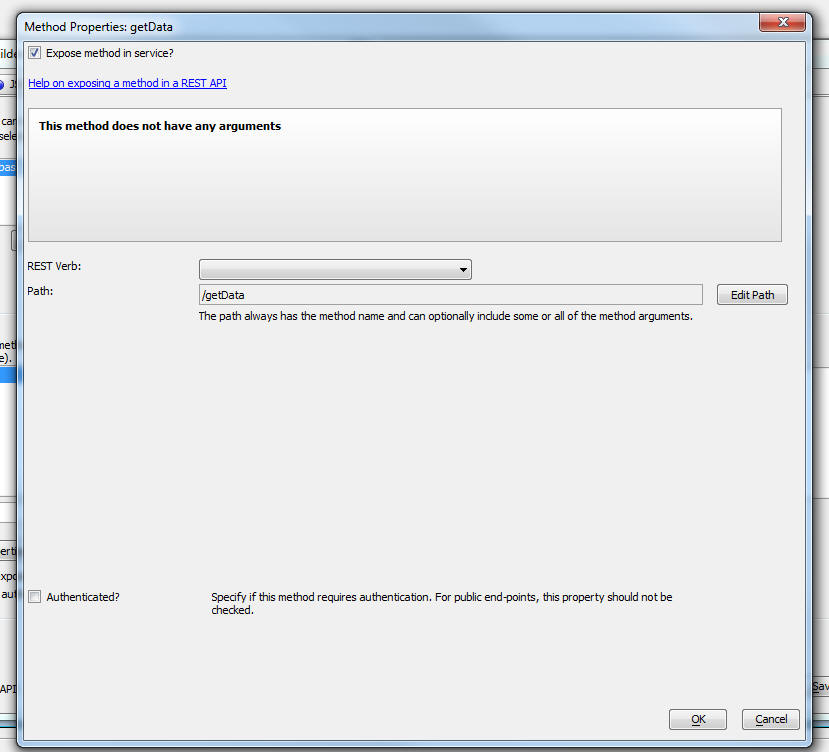 Method Properties: getData
Expose method in service?
Help on exposing a method in a REST API
This method does not have any arguments
REST Verb:
Path:
/getData
Edit Path
The path always has the method name and can optionally include some or all of the method arguments.
Authenticated?
Specify if this method requires authentication. For public end-points, this property should not be
checked.
API
OK
Cancel